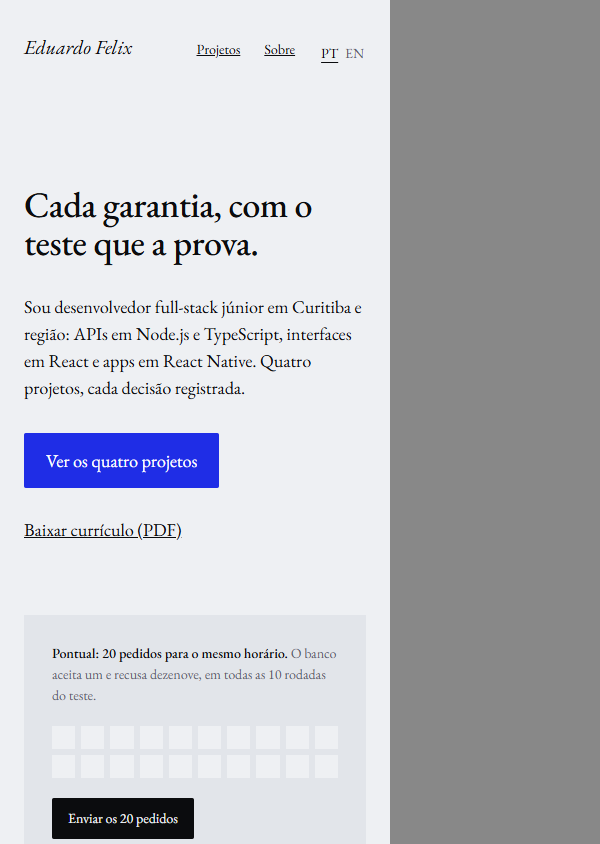 Eduardo Felix
Projetos Sobre PT EN
Cada garantia, com o
teste que a prova.
Sou desenvolvedor full-stack júnior em Curitiba e
região: APIs em Node.js e TypeScript, interfaces
em React e apps em React Native. Quatro
projetos, cada decisão registrada.
Ver os quatro projetos
Baixar currículo (PDF)
Pontual: 20 pedidos para o mesmo horário. O banco
aceita um e recusa dezenove, em todas as 10 rodadas
do teste.
Enviar os 20 pedidos